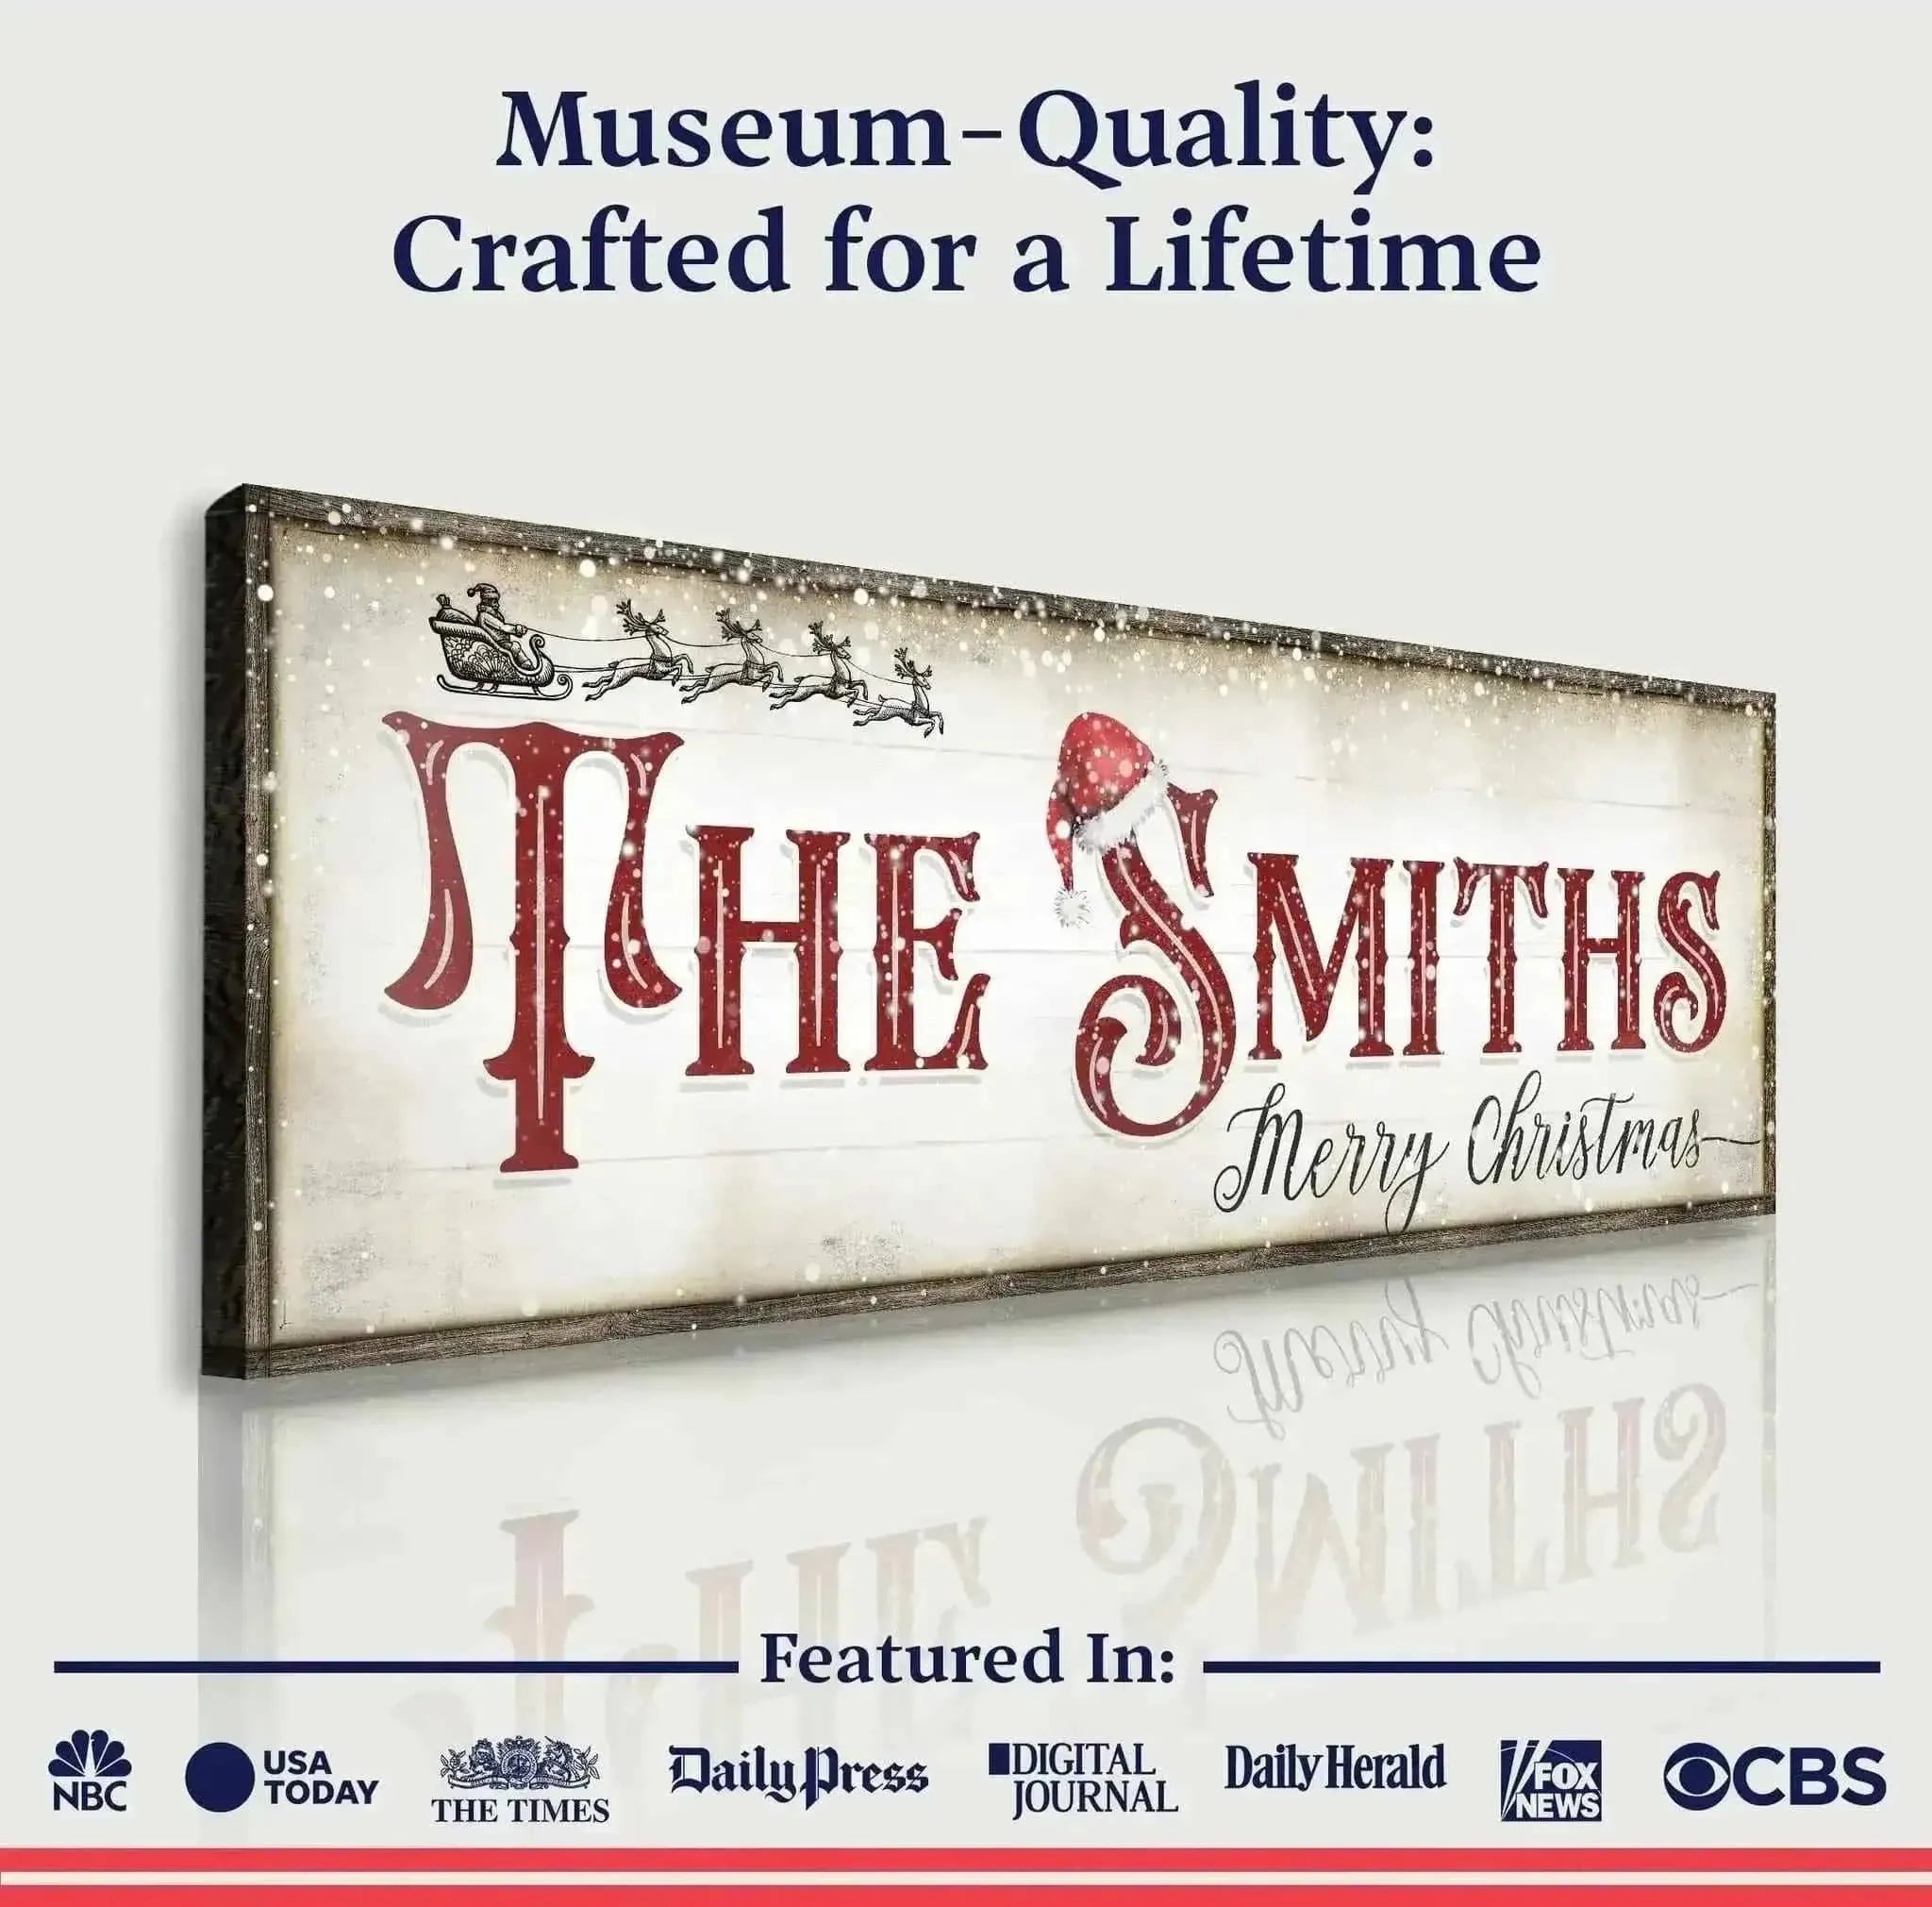 Museum-Quality:
Crafted for a Lifetime
THE SMITHS
Merry Christmas
Featured In:
NBC
USA
TODAY
THE TIMES
Daily Press
DIGITAL
JOURNAL
Daily Herald
FOX
NEWS
CBS